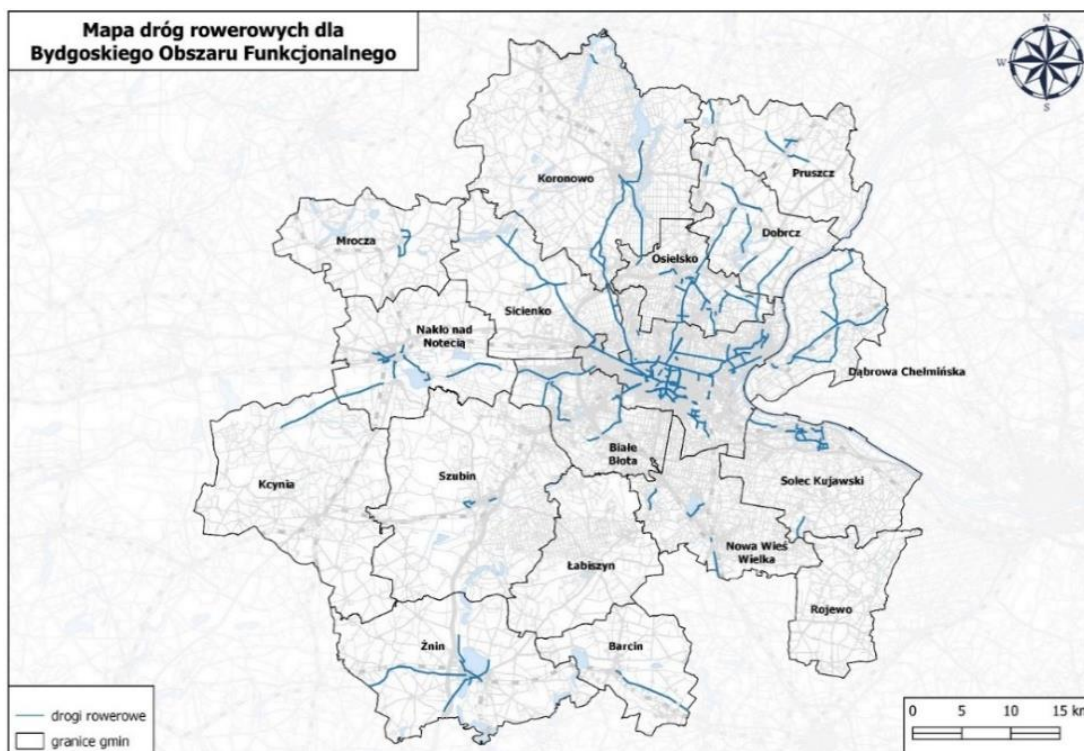 Mapa dróg rowerowych dla
Bydgoskiego Obszaru Funkcjonalnego
N
W
E
S
Koronowo
Pruszcz
Dobrcz
Mrocza
Osielsko
Sicienko
Nakło nad
Notecią
Dąbrowa Chełmińska
Białe
Błota
Szubin
Kcynia
Solec Kujawski
Nowa Wieś
Wielka
Łabiszyn
Rojewo
Żnin
Barcin
drogi rowerowe
granice gmin
0 5 10 15 km